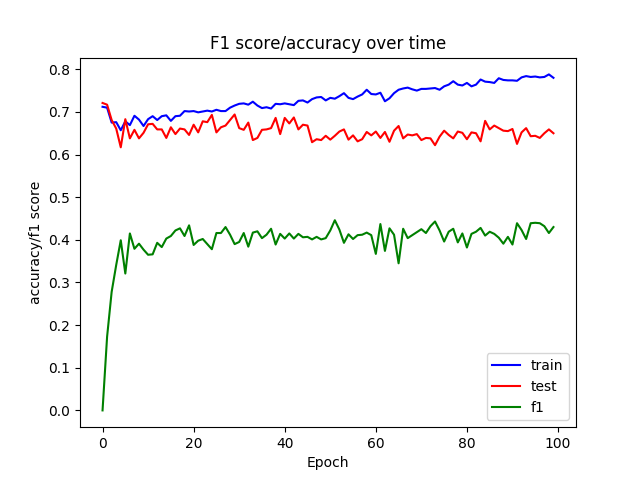 F1 score/accuracy over time
accuracy/f1 score
0.8
0.7
0.6
0.5
0.4
0.3
0.2
0.1
0.0
train
test
f1
0 20 40 60 80 100
Epoch